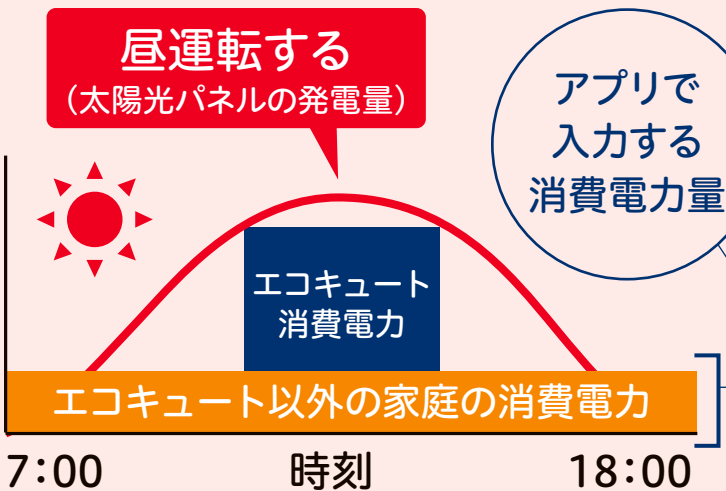 昼運転する
（太陽光パネルの発電量）
アプリで
入力する
消費電力量
エコキュート
消費電力
エコキュート以外の家庭の消費電力
7：00
時刻
18：00